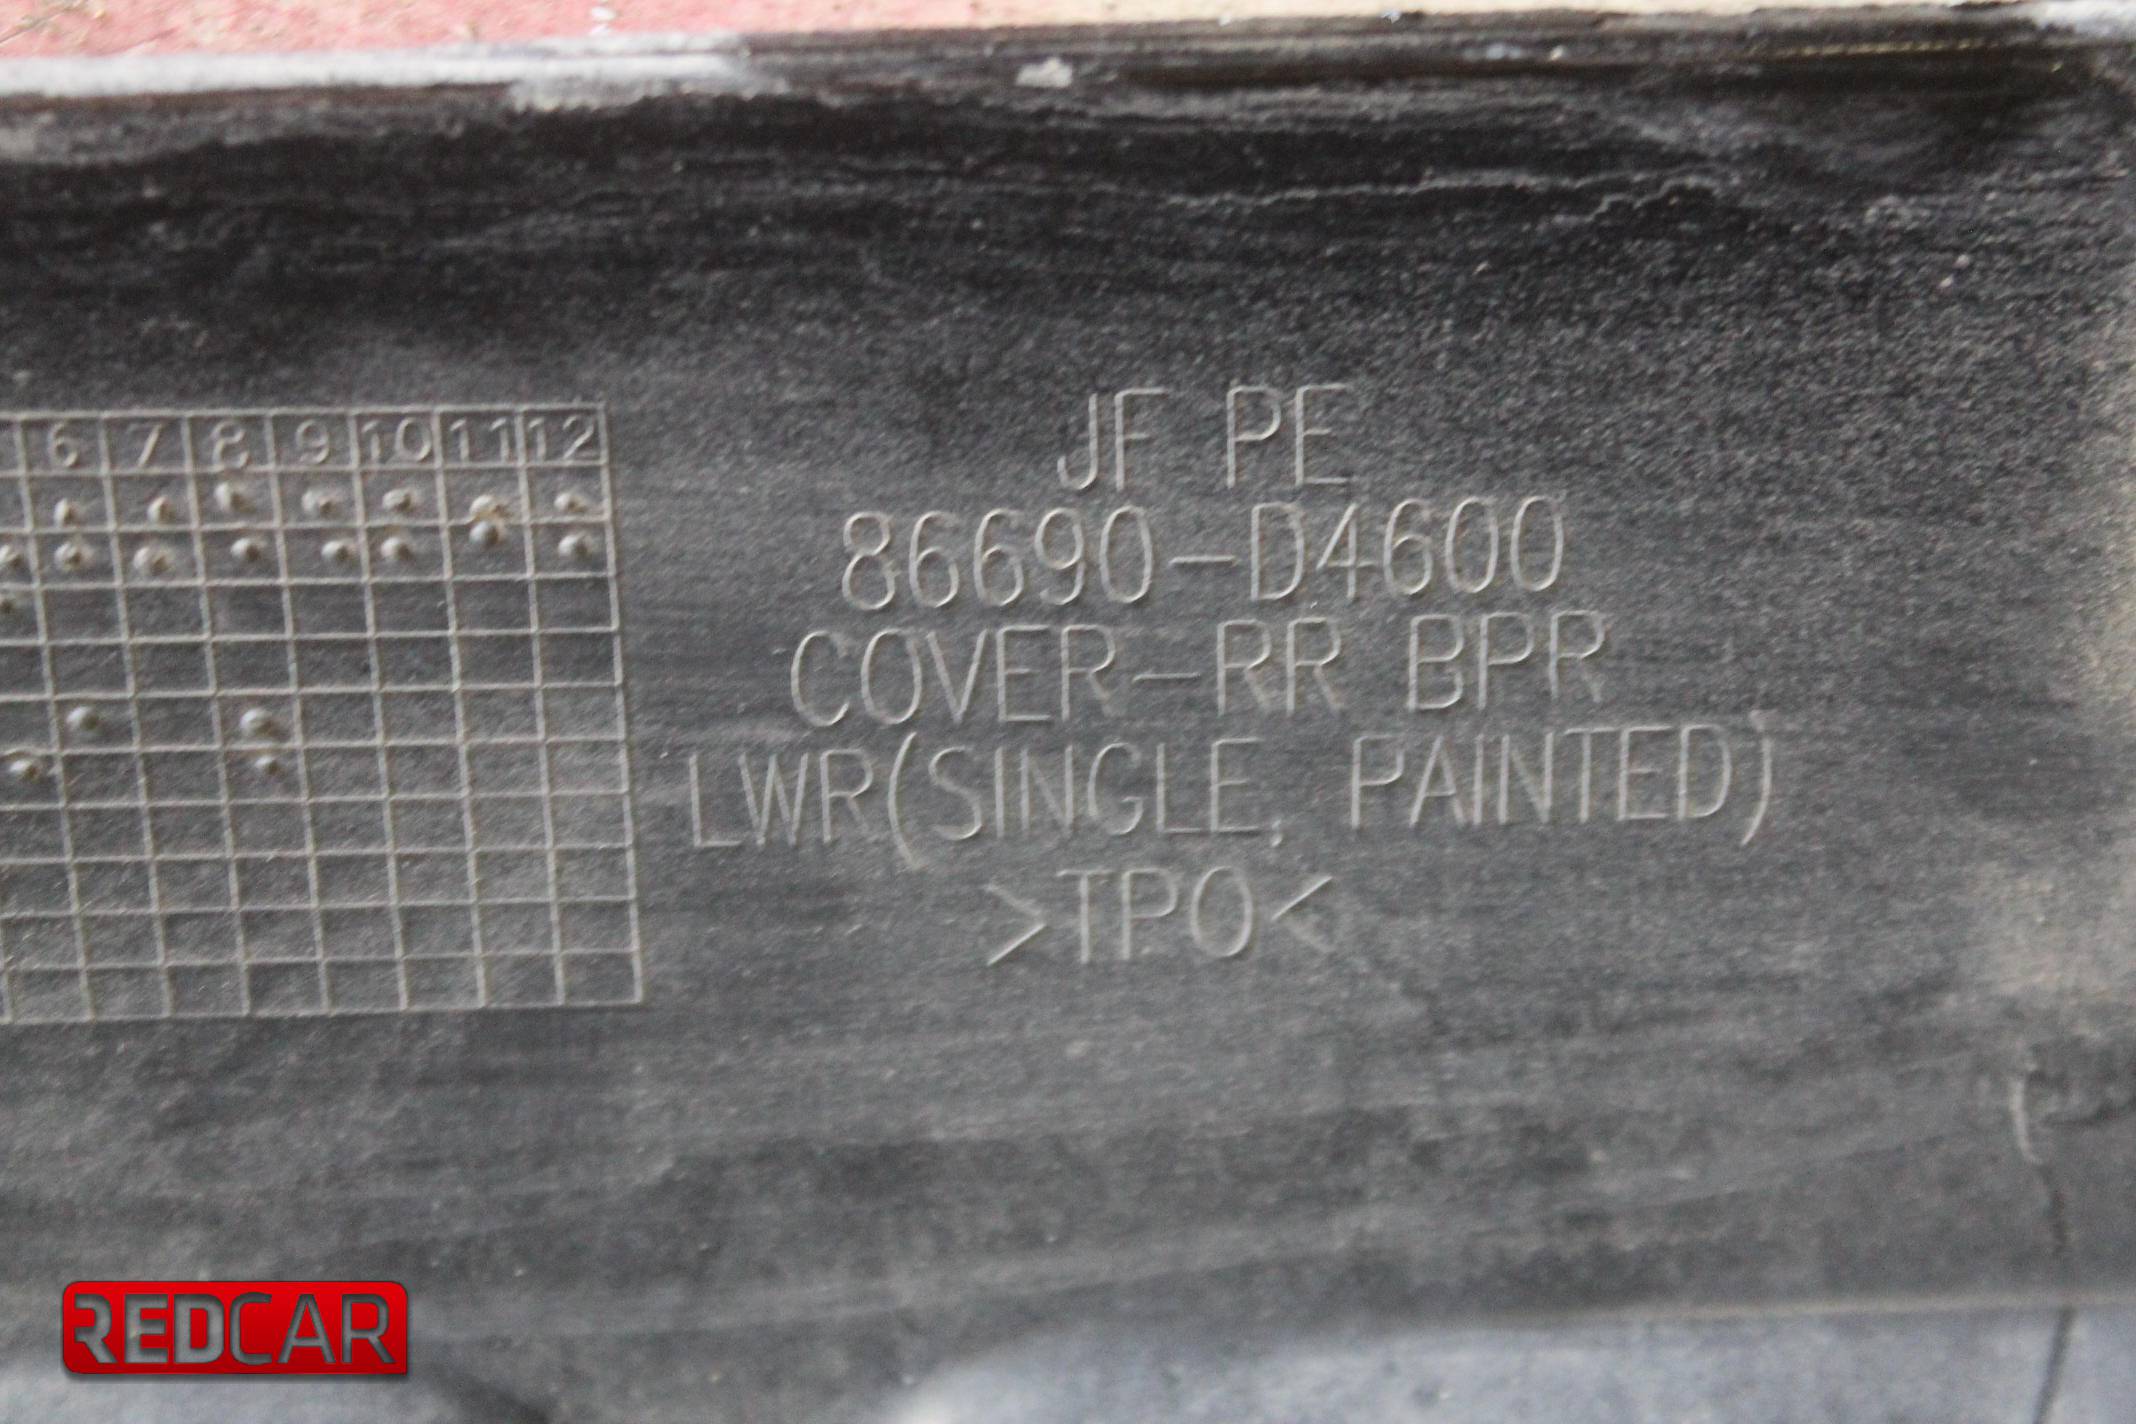 6 7 8 9 10 11 12
JF PE
86690-D4600
COVER-RR BPR
LWR(SINGLE, PAINTED)
>TPO<
REDCAR